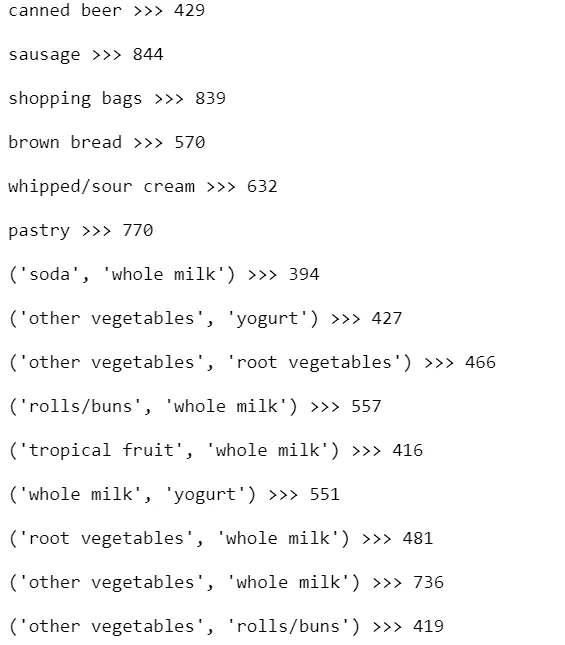 canned beer >>> 429
sausage >>> 844
shopping bags >>> 839
brown bread >>> 570
whipped/sour cream >>> 632
pastry >>> 770
('soda', 'whole milk') >>> 394
('other vegetables', 'yogurt') >>> 427
('other vegetables', 'root vegetables') >>> 466
('rolls/buns', 'whole milk') >>> 557
('tropical fruit', 'whole milk') >>> 416
('whole milk', 'yogurt') >>> 551
('root vegetables', 'whole milk') >>> 481
('other vegetables', 'whole milk') >>> 736
('other vegetables', 'rolls/buns') >>> 419